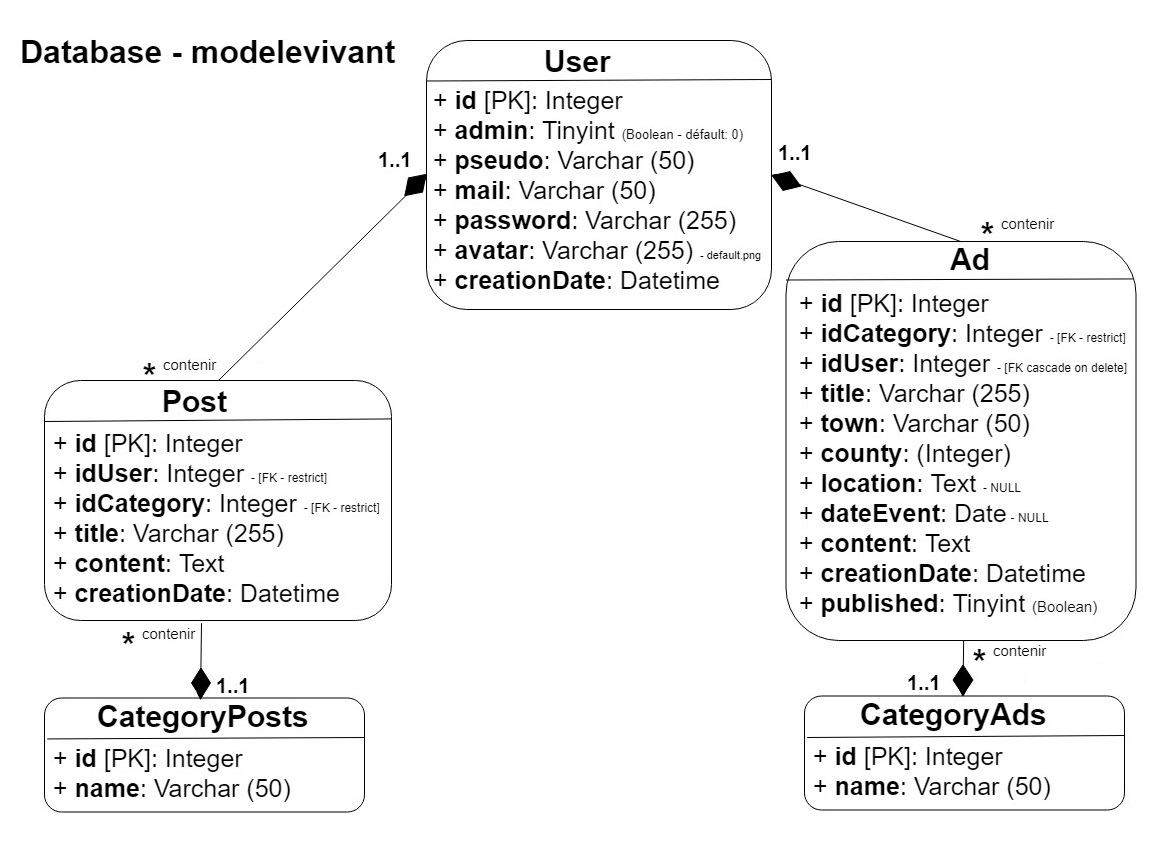 Database - modelevivant
User
+ id [PK]: Integer
+ admin: Tinyint (Boolean - défault: 0)
+ pseudo: Varchar (50)
+ mail: Varchar (50)
+ password: Varchar (255)
+ avatar: Varchar (255) - default.png
+ creationDate: Datetime
1..1
1..1
* contenir
Ad
+ id [PK]: Integer
+ idCategory: Integer - [FK - restrict]
+ idUser: Integer - [FK cascade on delete]
+ title: Varchar (255)
+ town: Varchar (50)
+ county: (Integer)
+ location: Text - NULL
+ dateEvent: Date - NULL
+ content: Text
+ creationDate: Datetime
+ published: Tinyint (Boolean)
* contenir
Post
+ id [PK]: Integer
+ idUser: Integer - [FK - restrict]
+ idCategory: Integer - [FK - restrict]
+ title: Varchar (255)
+ content: Text
+ creationDate: Datetime
* contenir
1..1
CategoryPosts
+ id [PK]: Integer
+ name: Varchar (50)
* contenir
1..1
CategoryAds
+ id [PK]: Integer
+ name: Varchar (50)